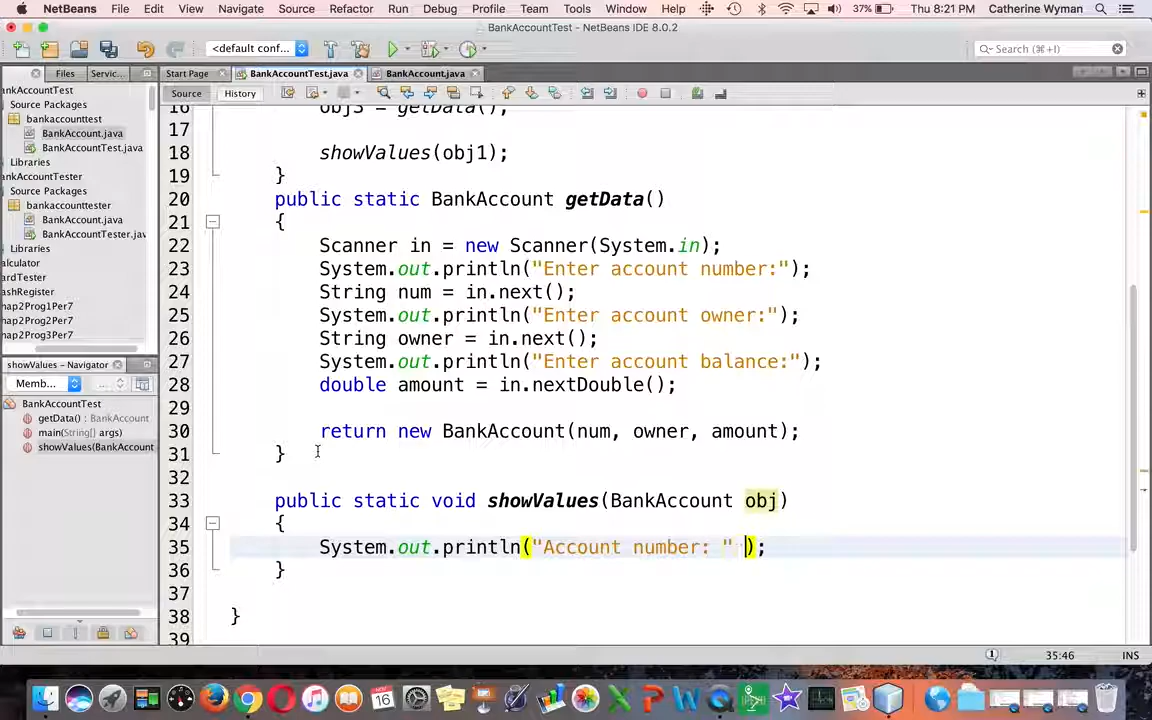 NetBeans File Edit View Navigate Source Refactor Run Debug Profile Team Tools Window Help 37% Thu 8:21 PM Catherine Wyman
BankAccountTest - NetBeans IDE 8.0.2
<default conf... Search (⌘+I)
Files Servic... Start Page BankAccountTest.java BankAccount.java
Source History
ankAccountTest
Source Packages
bankaccounttest
BankAccount.java
BankAccountTest.java
Libraries
ankAccountTester
Source Packages
bankaccounttester
BankAccount.java
BankAccountTester.jav
Libraries
alculator
ardTester
ashRegister
hap2Prog1Per7
hap2Prog2Per7
hap2Prog3Per7
showValues - Navigator
Memb... ...
BankAccountTest
getData() : BankAccount
main(String[] args)
showValues(BankAccount
16 obj3 = getData();
17
18 showValues(obj1);
19 }
20 public static BankAccount getData()
21 {
22 Scanner in = new Scanner(System.in);
23 System.out.println("Enter account number:");
24 String num = in.next();
25 System.out.println("Enter account owner:");
26 String owner = in.next();
27 System.out.println("Enter account balance:");
28 double amount = in.nextDouble();
29
30 return new BankAccount(num, owner, amount);
31 }
32
33 public static void showValues(BankAccount obj)
34 {
35 System.out.println("Account number: " );
36 }
37
38 }
39
35:46 INS
NOV
16